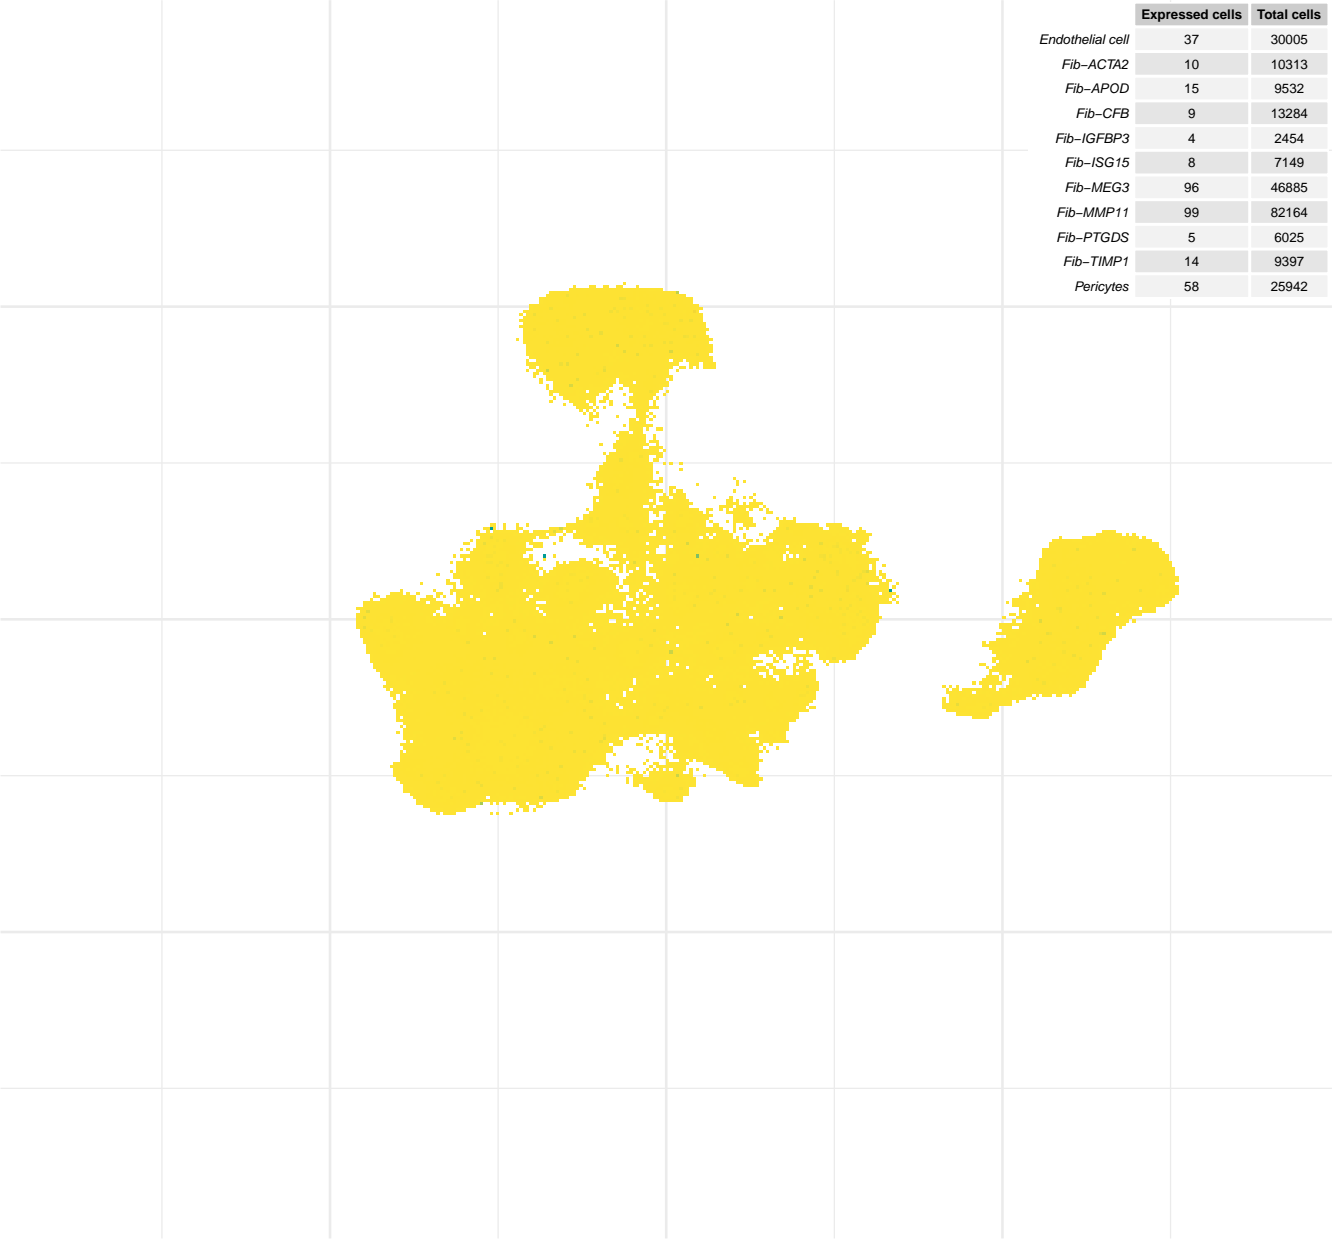 Expressed cells Total cells
Endothelial cell 37 30005
Fib−ACTA2 10 10313
Fib−APOD 15 9532
Fib−CFB 9 13284
Fib−IGFBP3 4 2454
Fib−ISG15 8 7149
Fib−MEG3 96 46885
Fib−MMP11 99 82164
Fib−PTGDS 5 6025
Fib−TIMP1 14 9397
Pericytes 58 25942